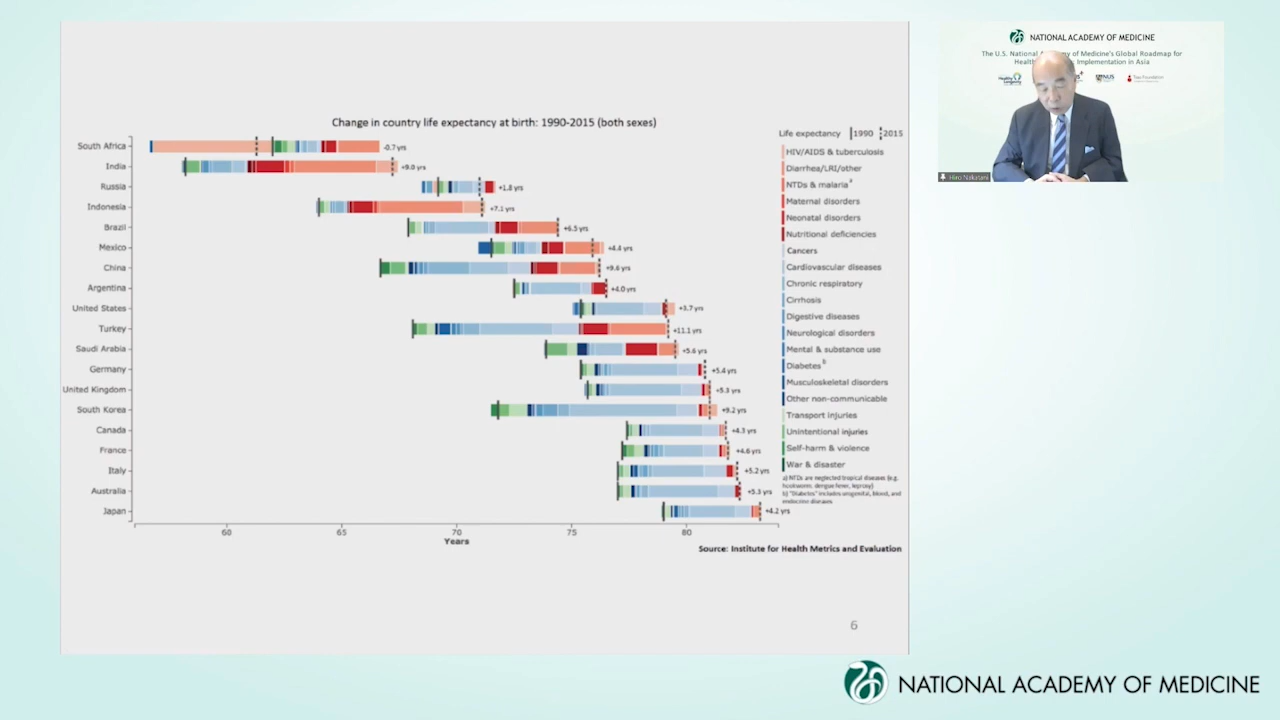 Change in country life expectancy at birth: 1990-2015 (both sexes)
South Africa -0.7 yrs
India +9.0 yrs
Russia +1.8 yrs
Indonesia +7.1 yrs
Brazil +6.5 yrs
Mexico +4.4 yrs
China +9.6 yrs
Argentina +4.0 yrs
United States +3.7 yrs
Turkey +11.1 yrs
Saudi Arabia +5.6 yrs
Germany +5.4 yrs
United Kingdom +5.3 yrs
South Korea +9.2 yrs
Canada +4.3 yrs
France +4.6 yrs
Italy +5.2 yrs
Australia +5.3 yrs
Japan +4.2 yrs
60 65 70 75 80
Years
Life expectancy 1990 2015
HIV/AIDS & tuberculosis
Diarrhea/LRI/other
NTDs & malaria a
Maternal disorders
Neonatal disorders
Nutritional deficiencies
Cancers
Cardiovascular diseases
Chronic respiratory
Cirrhosis
Digestive diseases
Neurological disorders
Mental & substance use
Diabetes b
Musculoskeletal disorders
Other non-communicable
Transport injuries
Unintentional injuries
Self-harm & violence
War & disaster
a) NTDs are neglected tropical diseases (e.g.
hookworm, dengue fever, leprosy)
b) "Diabetes" includes urogenital, blood, and
endocrine diseases
Source: Institute for Health Metrics and Evaluation
6
NATIONAL ACADEMY OF MEDICINE
The U.S. National of Medicine's Global Roadmap for
Health Implementation in Asia
NUS
Tsao Foundation
Hiro Nakatani
NATIONAL ACADEMY OF MEDICINE